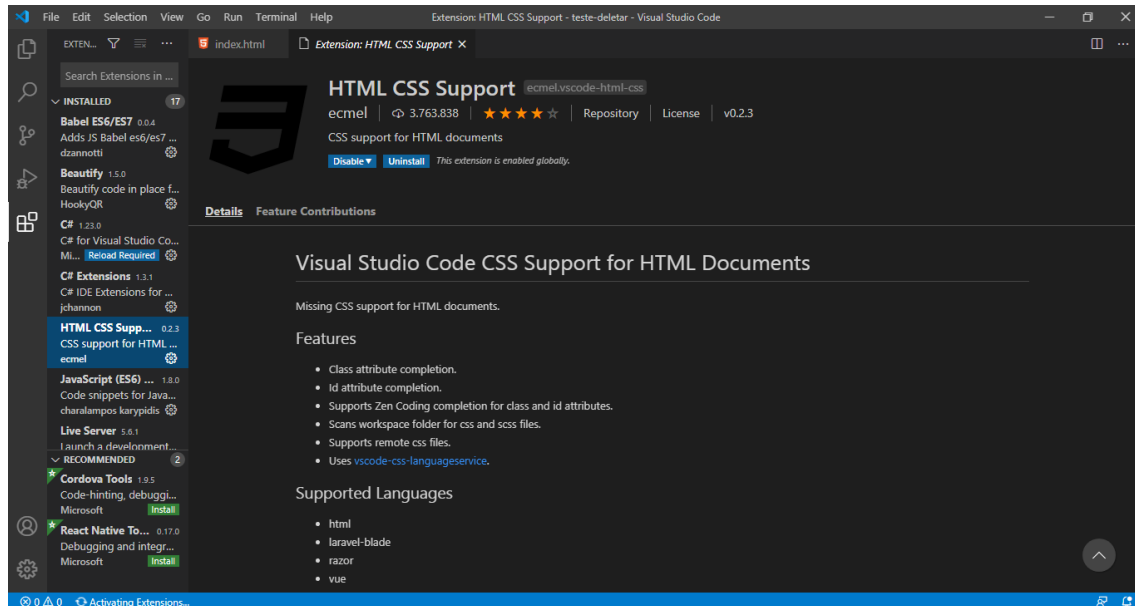 File Edit Selection View Go Run Terminal Help Extension: HTML CSS Support - teste-deletar - Visual Studio Code
EXTEN...
Search Extensions in ...
INSTALLED 17
Babel ES6/ES7 0.0.4
Adds JS Babel es6/es7 ...
dzannotti
Beautify 1.5.0
Beautify code in place f...
HookyQR
C# 1.23.0
C# for Visual Studio Co...
Mi... Reload Required
C# Extensions 1.3.1
C# IDE Extensions for ...
jchannon
HTML CSS Supp... 0.2.3
CSS support for HTML ...
ecmel
JavaScript (ES6) ... 1.8.0
Code snippets for Java...
charalampos karypidis
Live Server 5.6.1
Launch a development...
RECOMMENDED 2
Cordova Tools 1.9.5
Code-hinting, debuggi...
Microsoft Install
React Native To... 0.17.0
Debugging and integr...
Microsoft Install
index.html Extension: HTML CSS Support
HTML CSS Support ecmel.vscode-html-css
ecmel 3.763.838 Repository License v0.2.3
CSS support for HTML documents
Disable Uninstall This extension is enabled globally.
Details Feature Contributions
Visual Studio Code CSS Support for HTML Documents
Missing CSS support for HTML documents.
Features
Class attribute completion.
Id attribute completion.
Supports Zen Coding completion for class and id attributes.
Scans workspace folder for css and scss files.
Supports remote css files.
Uses vscode-css-languageservice.
Supported Languages
html
laravel-blade
razor
vue
0 0 Activating Extensions...